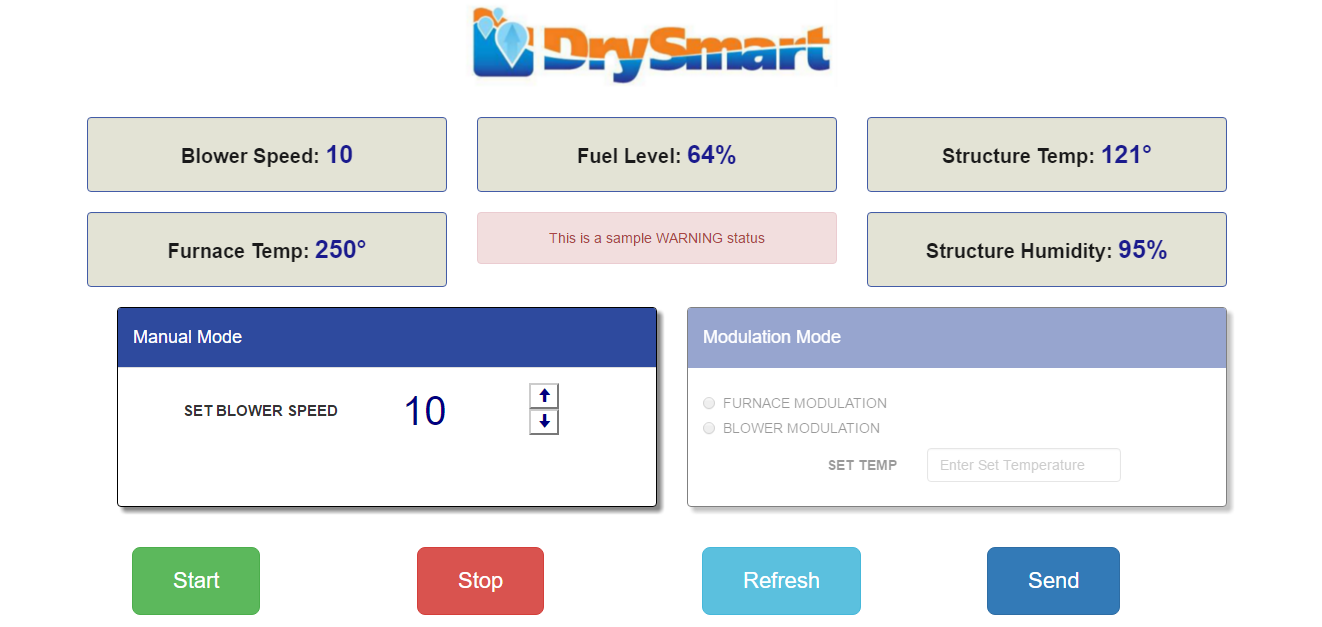 DrySmart
Blower Speed: 10
Fuel Level: 64%
Structure Temp: 121°
Furnace Temp: 250°
This is a sample WARNING status
Structure Humidity: 95%
Manual Mode
SET BLOWER SPEED
10
Modulation Mode
FURNACE MODULATION
BLOWER MODULATION
SET TEMP
Enter Set Temperature
Start
Stop
Refresh
Send